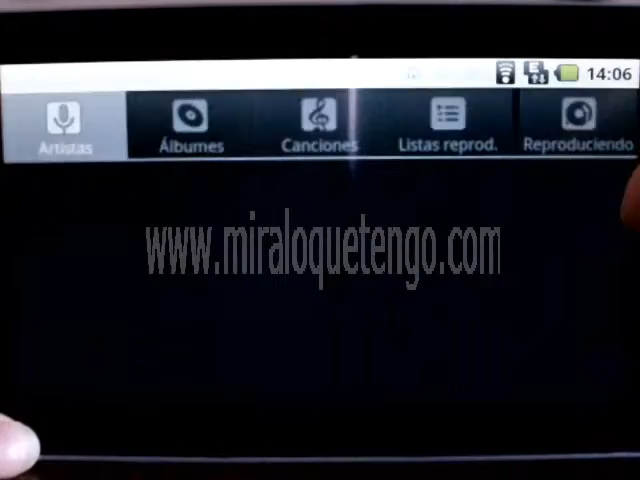 14:06
Artistas
Álbumes
Canciones
Listas reprod.
Reproduciendo
www.miraloquetengo.com